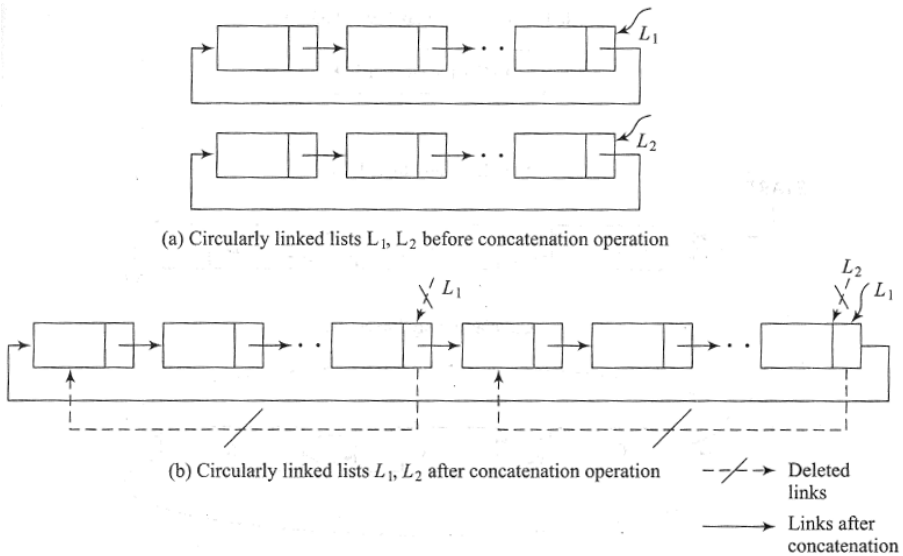 L₁
L₂
(a) Circularly linked lists L₁, L₂ before concatenation operation
L₁
L₂
L₁
(b) Circularly linked lists L₁, L₂ after concatenation operation
Deleted
links
Links after
concatenation